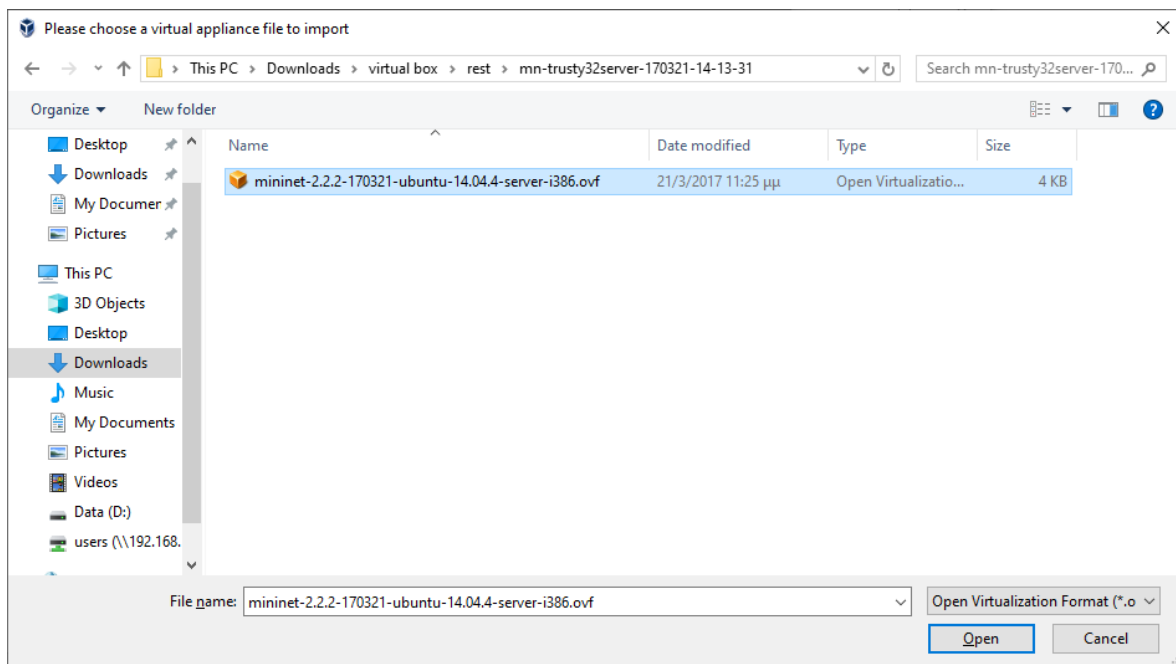 Please choose a virtual appliance file to import
This PC > Downloads > virtual box > rest > mn-trusty32server-170321-14-13-31
Search mn-trusty32server-170...
Organize
New folder
Name
Date modified
Type
Size
mininet-2.2.2-170321-ubuntu-14.04.4-server-i386.ovf
21/3/2017 11:25 μμ
Open Virtualizatio...
4 KB
Desktop
Downloads
My Documer
Pictures
This PC
3D Objects
Desktop
Downloads
Music
My Documents
Pictures
Videos
Data (D:)
users (\\192.168.
File name:
mininet-2.2.2-170321-ubuntu-14.04.4-server-i386.ovf
Open Virtualization Format (*.o
Open
Cancel